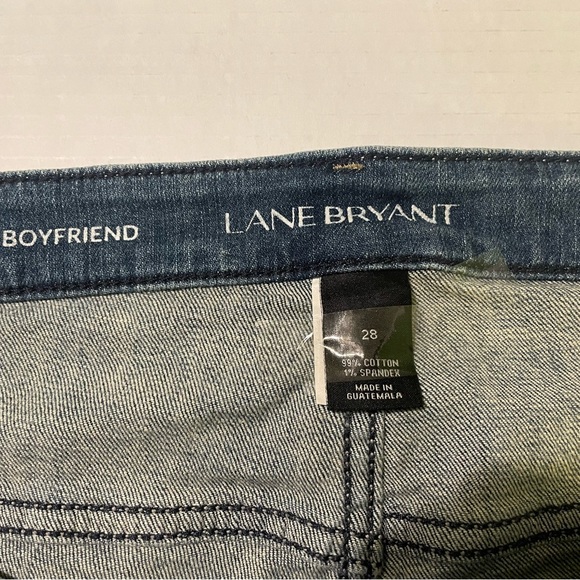 BOYFRIEND
LANE BRYANT
28
99% COTTON
1% SPANDEX
MADE IN
GUATEMALA